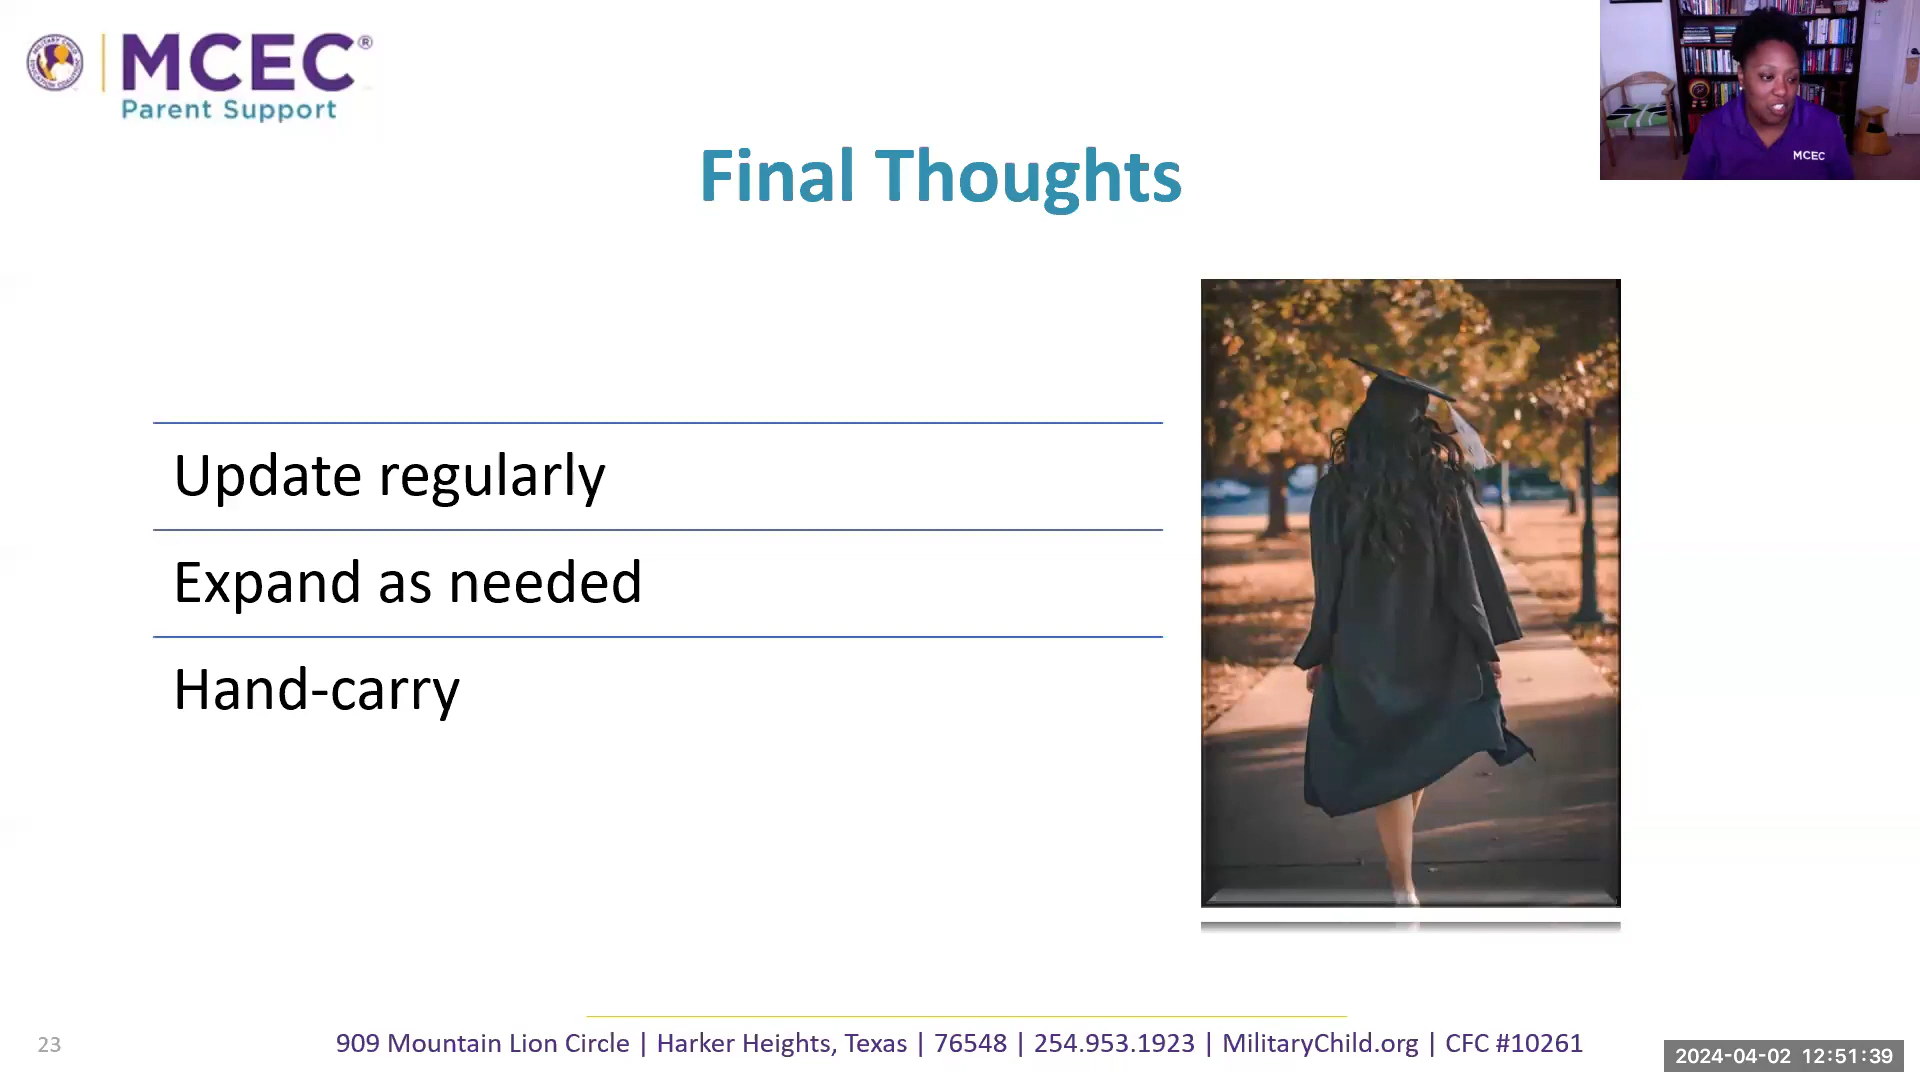 MCEC®
Parent Support
MCEC
Final Thoughts
Update regularly
Expand as needed
Hand-carry
23
909 Mountain Lion Circle | Harker Heights, Texas | 76548 | 254.953.1923 | MilitaryChild.org | CFC #10261
2024-04-02 12:51:39